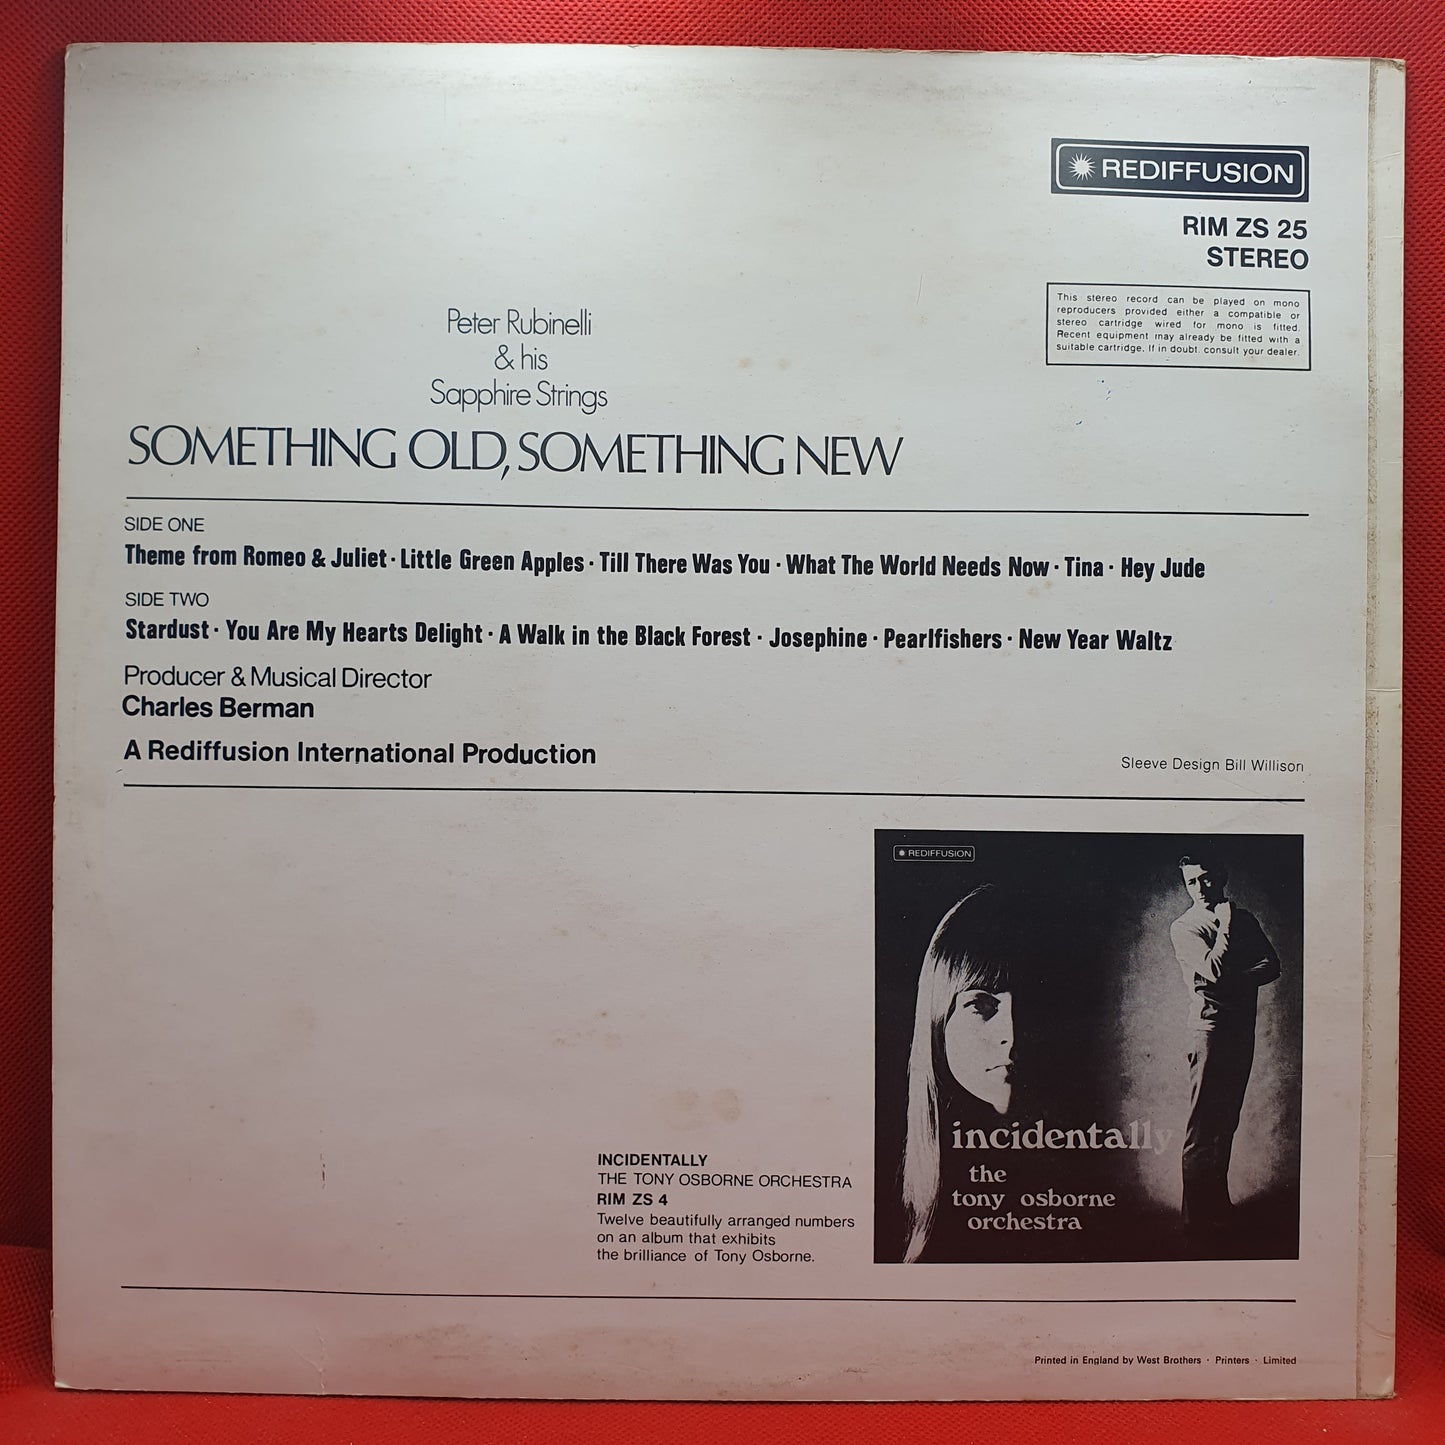 REDIFFUSION
RIM ZS 25
STEREO
This stereo record can be played on mono
reproducers provided either a compatible or
stereo cartridge wired for mono is fitted.
Recent equipment may already be fitted with a
suitable cartridge. If in doubt consult your dealer.
Peter Rubinelli
& his
Sapphire Strings
SOMETHING OLD, SOMETHING NEW
SIDE ONE
Theme from Romeo & Juliet · Little Green Apples · Till There Was You · What The World Needs Now · Tina · Hey Jude
SIDE TWO
Stardust · You Are My Hearts Delight · A Walk in the Black Forest · Josephine · Pearlfishers · New Year Waltz
Producer & Musical Director
Charles Berman
A Rediffusion International Production
Sleeve Design Bill Willison
REDIFFUSION
incidentally
the
tony osborne
orchestra
INCIDENTALLY
THE TONY OSBORNE ORCHESTRA
RIM ZS 4
Twelve beautifully arranged numbers
on an album that exhibits
the brilliance of Tony Osborne.
Printed in England by West Brothers · Printers · Limited